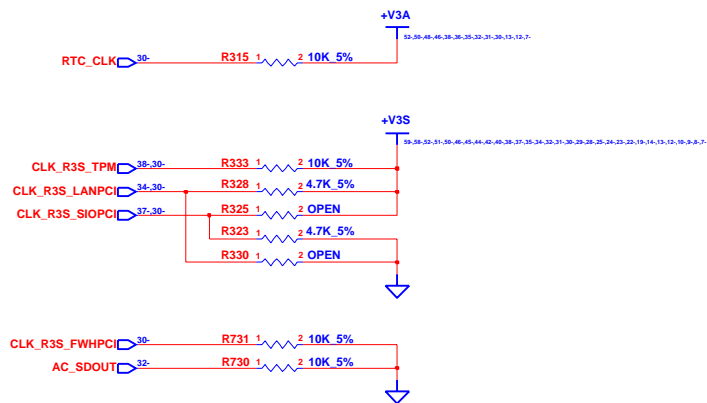 +V3A
52-,50-,48-,46-,38-,36-,35-,32-,31-,30-,13-,12-,7-
RTC_CLK 30- R315 1 2 10K_5%
+V3S
59-,58-,52-,51-,50-,46-,45-,44-,42-,40-,38-,37-,35-,34-,32-,31-,30-,29-,28-,25-,24-,23-,22-,19-,14-,13-,12-,10-,9-,8-,7-
CLK_R3S_TPM 38-,30- R333 1 2 10K_5%
CLK_R3S_LANPCI 34-,30- R328 1 2 4.7K_5%
CLK_R3S_SIOPCI 37-,30- R325 1 2 OPEN
R323 1 2 4.7K_5%
R330 1 2 OPEN
CLK_R3S_FWHPCI 30- R731 1 2 10K_5%
AC_SDOUT 32- R730 1 2 10K_5%